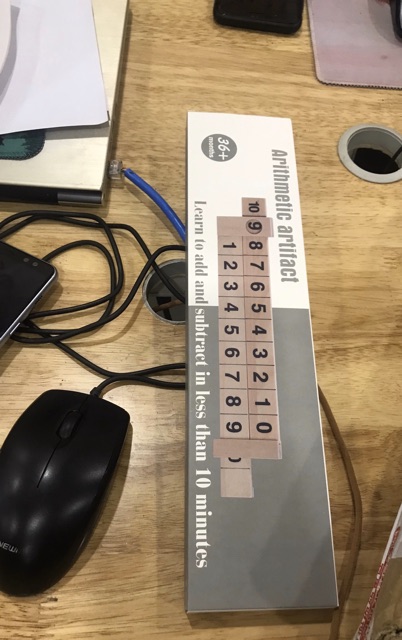 Arithmetic artifact
36+
months
10 9 8 7 6 5 4 3 2 1 0
1 2 3 4 5 6 7 8 9
Learn to add and subtract in less than 10 minutes